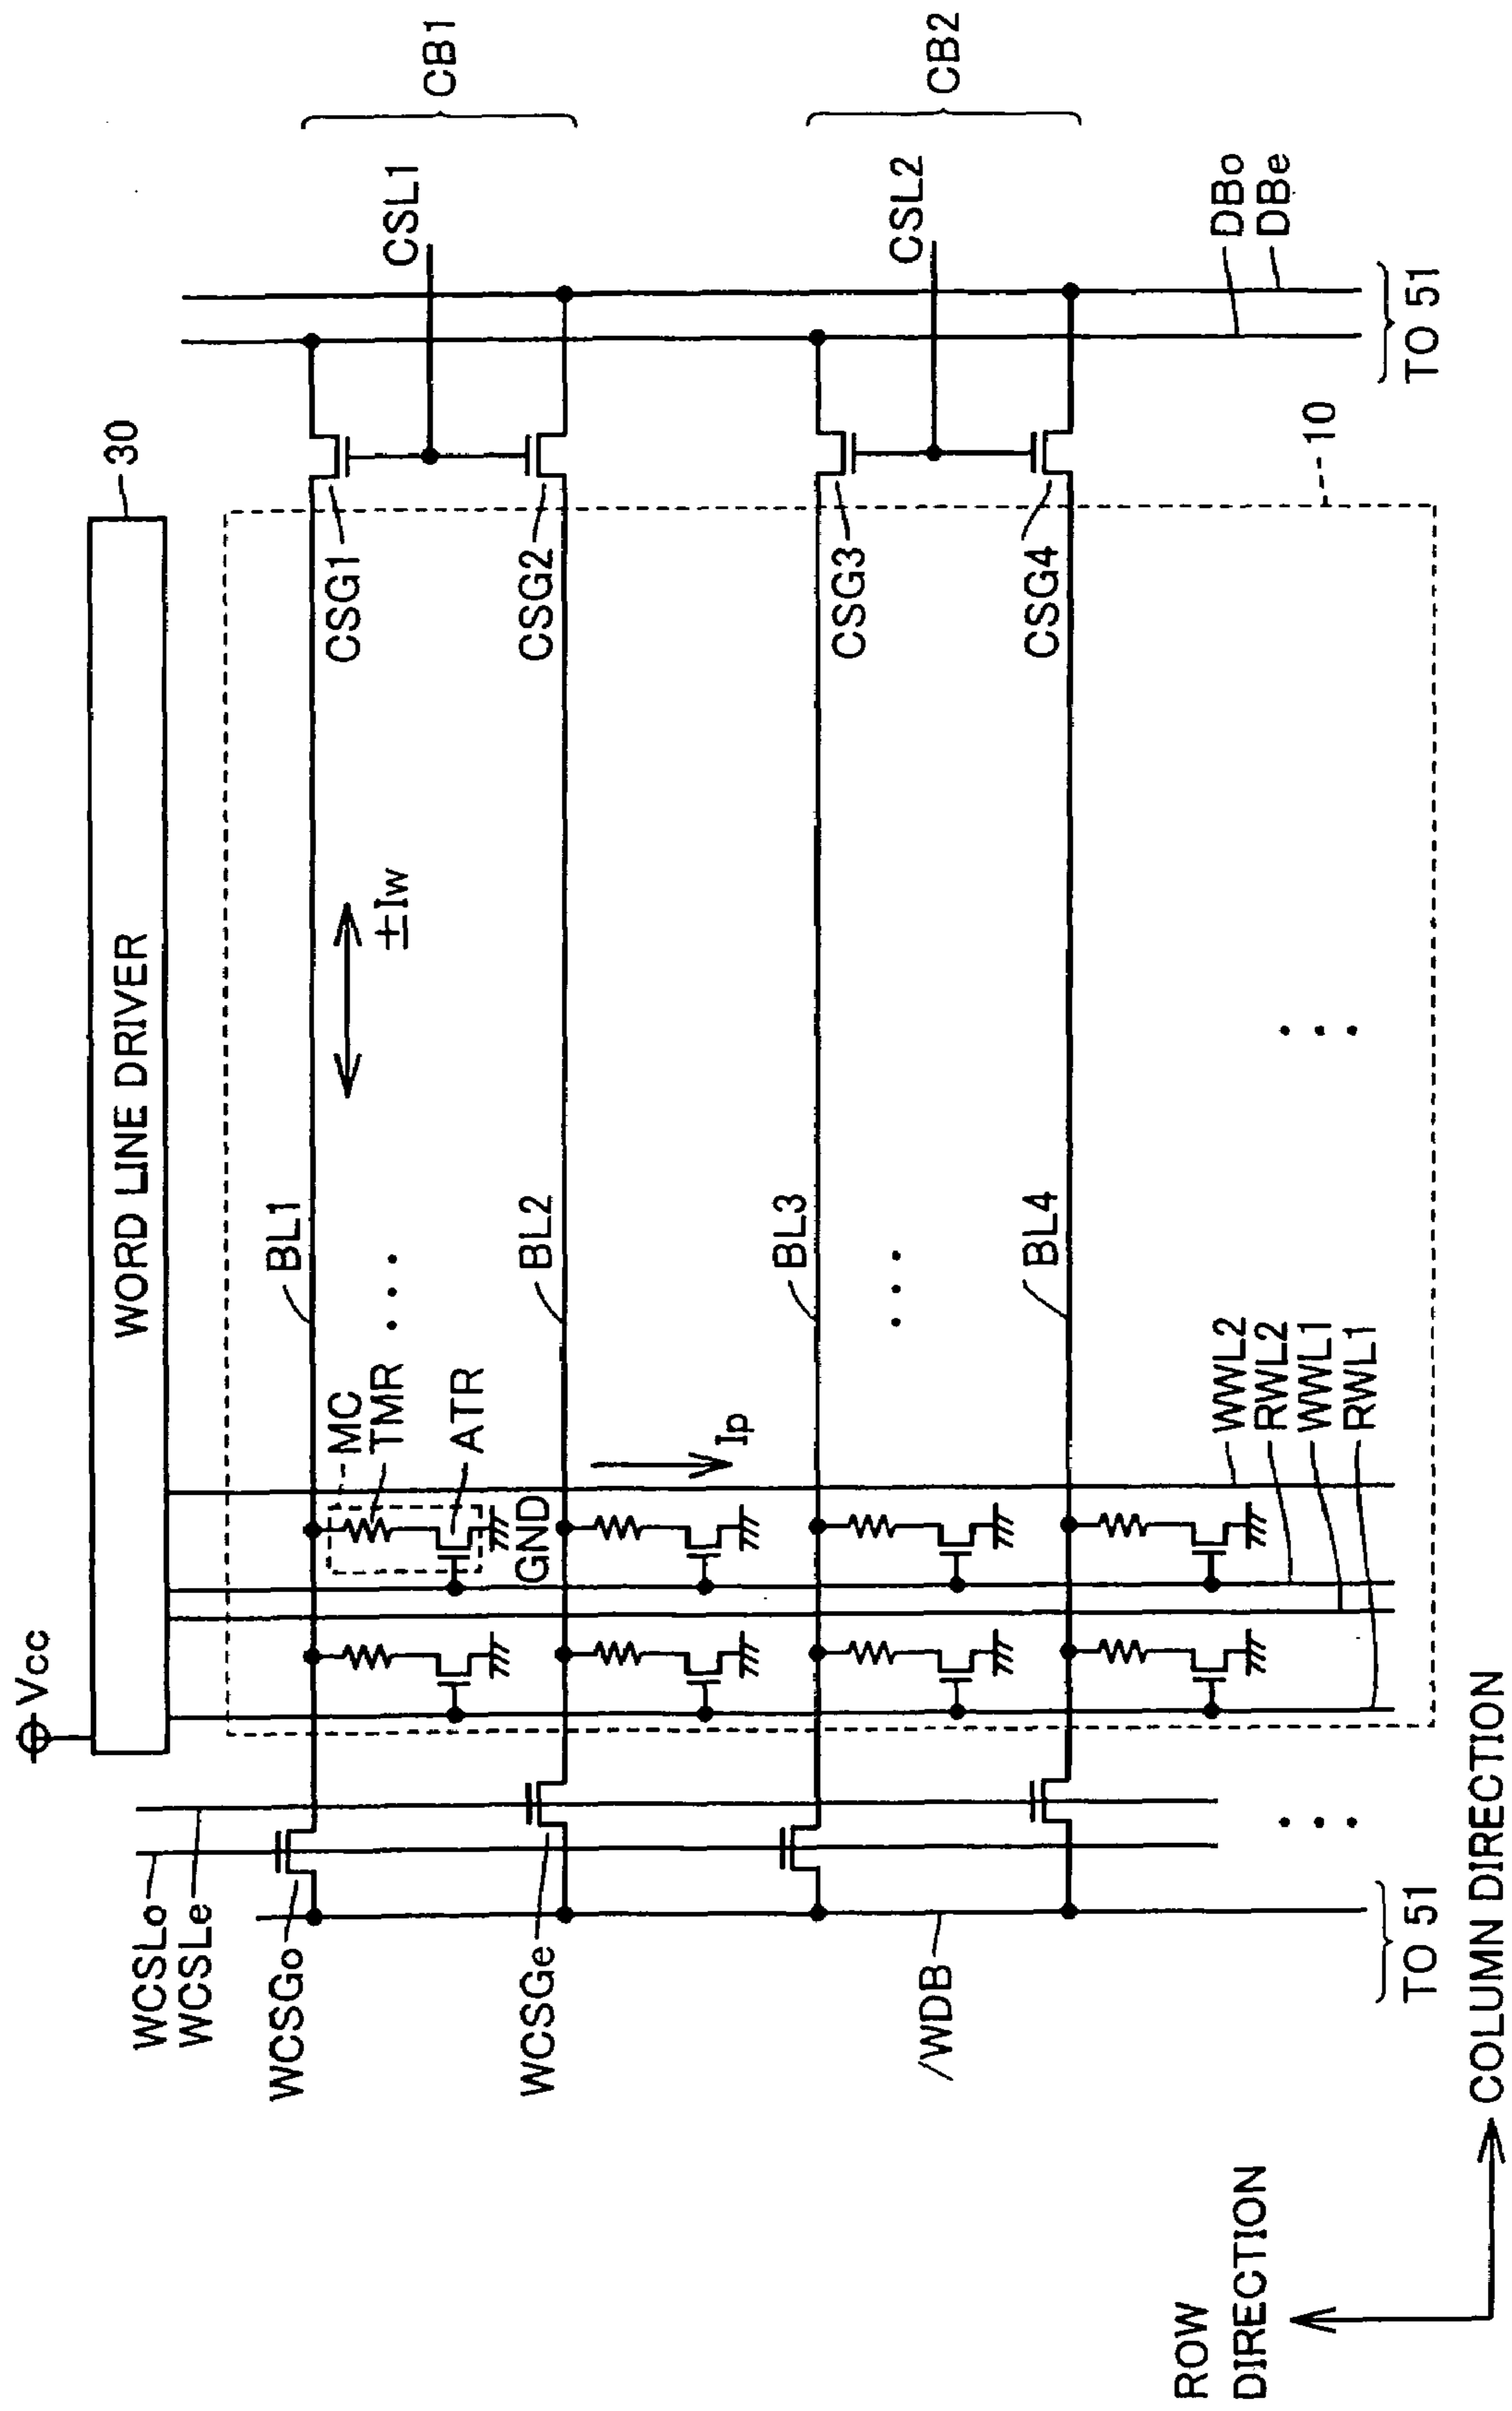 Vcc
WORD LINE DRIVER
30
WCSLo
WCSLe
WCSGo
BL1
±Iw
CSG1
CSL1
CB1
MC
TMR
ATR
GND
WCSGe
BL2
CSG2
Ip
BL3
CSG3
CSL2
CB2
/WDB
BL4
CSG4
WWL2
RWL2
WWL1
RWL1
DBo
DBe
10
TO 51
TO 51
ROW
DIRECTION
COLUMN DIRECTION